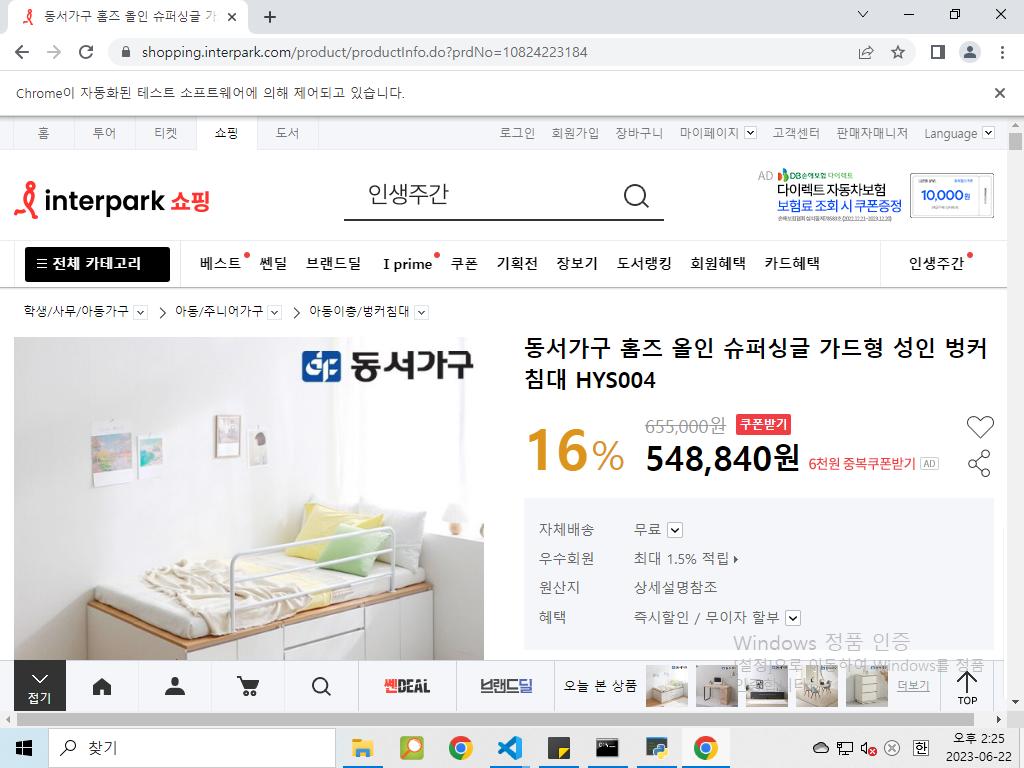 동서가구 홈즈 올인 슈퍼싱글 가
shopping.interpark.com/product/productInfo.do?prdNo=10824223184
Chrome이 자동화된 테스트 소프트웨어에 의해 제어되고 있습니다.
홈 투어 티켓 쇼핑 도서 로그인 회원가입 장바구니 마이페이지 고객센터 판매자매니저 Language
interpark 쇼핑
인생주간
AD DB손해보험 다이렉트
다이렉트 자동차보험
보험료 조회 시 쿠폰증정
10,000원
전체 카테고리 베스트 쎈딜 브랜드딜 I prime 쿠폰 기획전 장보기 도서랭킹 회원혜택 카드혜택 인생주간
학생/사무/아동가구 아동/주니어가구 아동이층/벙커침대
동서가구
동서가구 홈즈 올인 슈퍼싱글 가드형 성인 벙커
침대 HYS004
16% 655,000원 쿠폰받기
548,840원 6천원 중복쿠폰받기 AD
자체배송 무료
우수회원 최대 1.5% 적립
원산지 상세설명참조
혜택 즉시할인 / 무이자 할부
Windows 정품 인증
[설정]으로 이동하여 Windows를 정품
접기 쎈DEAL 브랜드딜 오늘 본 상품 더보기 TOP
찾기
한
오후 2:25
2023-06-22